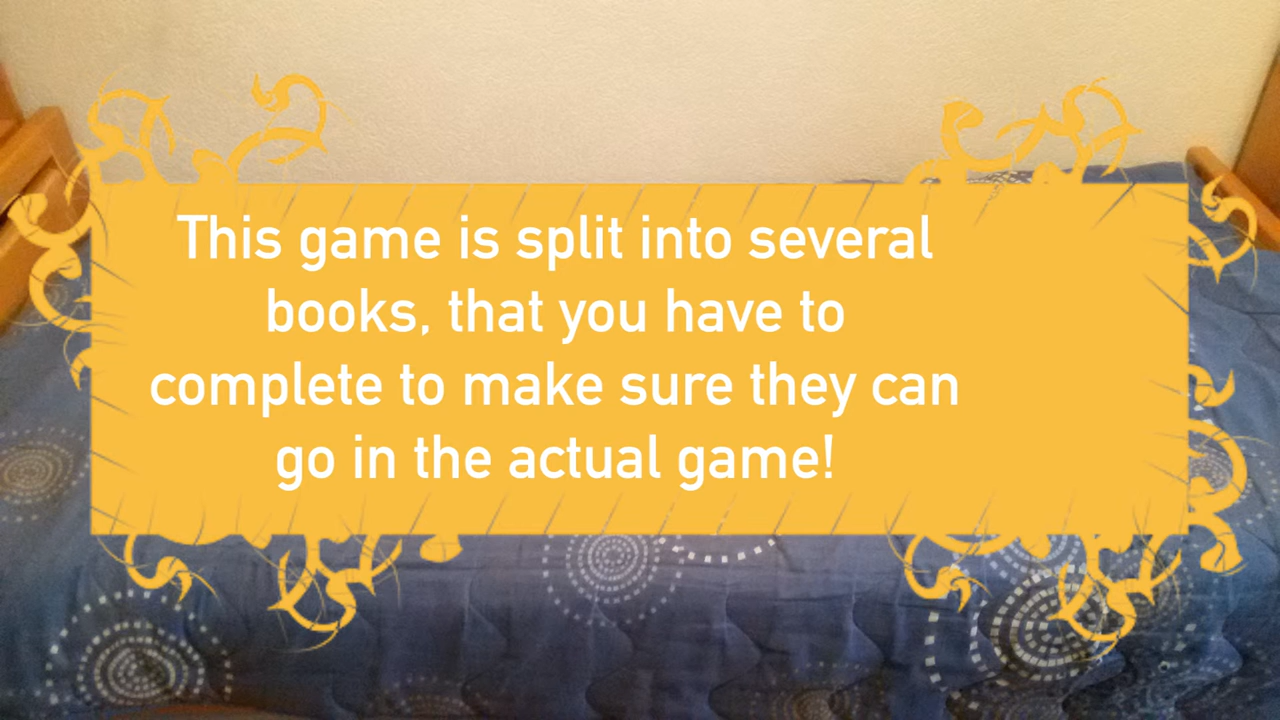 This game is split into several
books, that you have to
complete to make sure they can
go in the actual game!